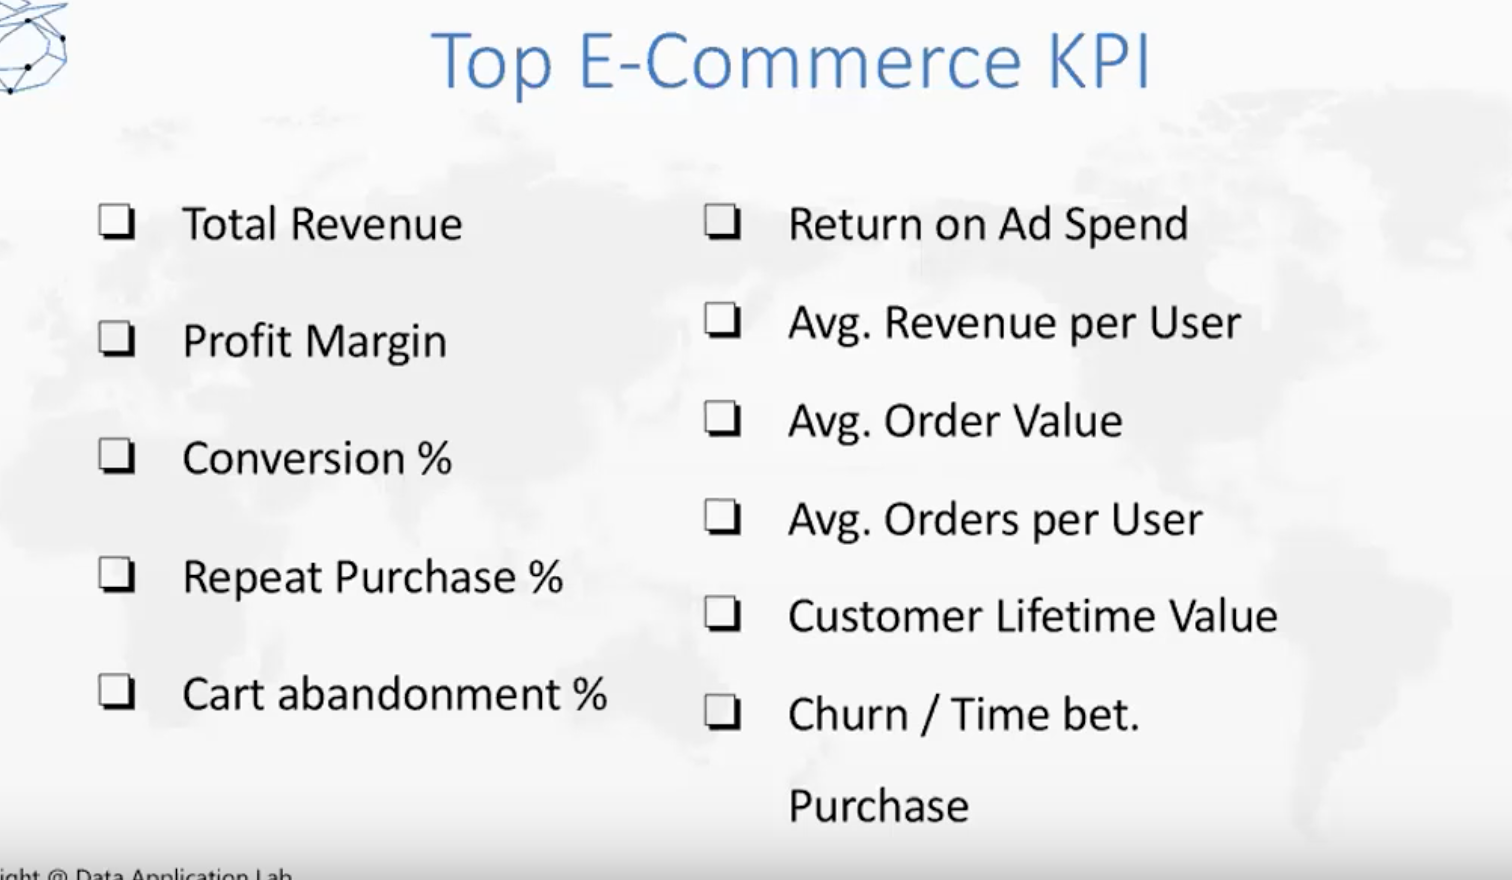 Top E-Commerce KPI
Total Revenue
Profit Margin
Conversion %
Repeat Purchase %
Cart abandonment %
Return on Ad Spend
Avg. Revenue per User
Avg. Order Value
Avg. Orders per User
Customer Lifetime Value
Churn / Time bet.
Purchase
@ Data Application Lab